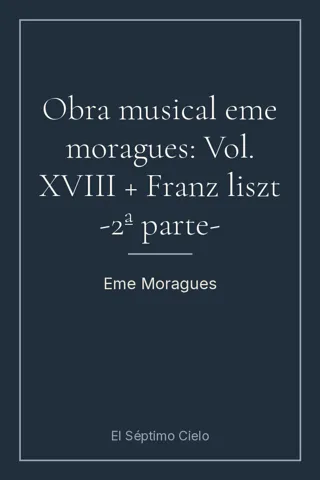 Obra musical eme
moragues: Vol.
XVIII + Franz liszt
-2ª parte-
Eme Moragues
El Séptimo Cielo